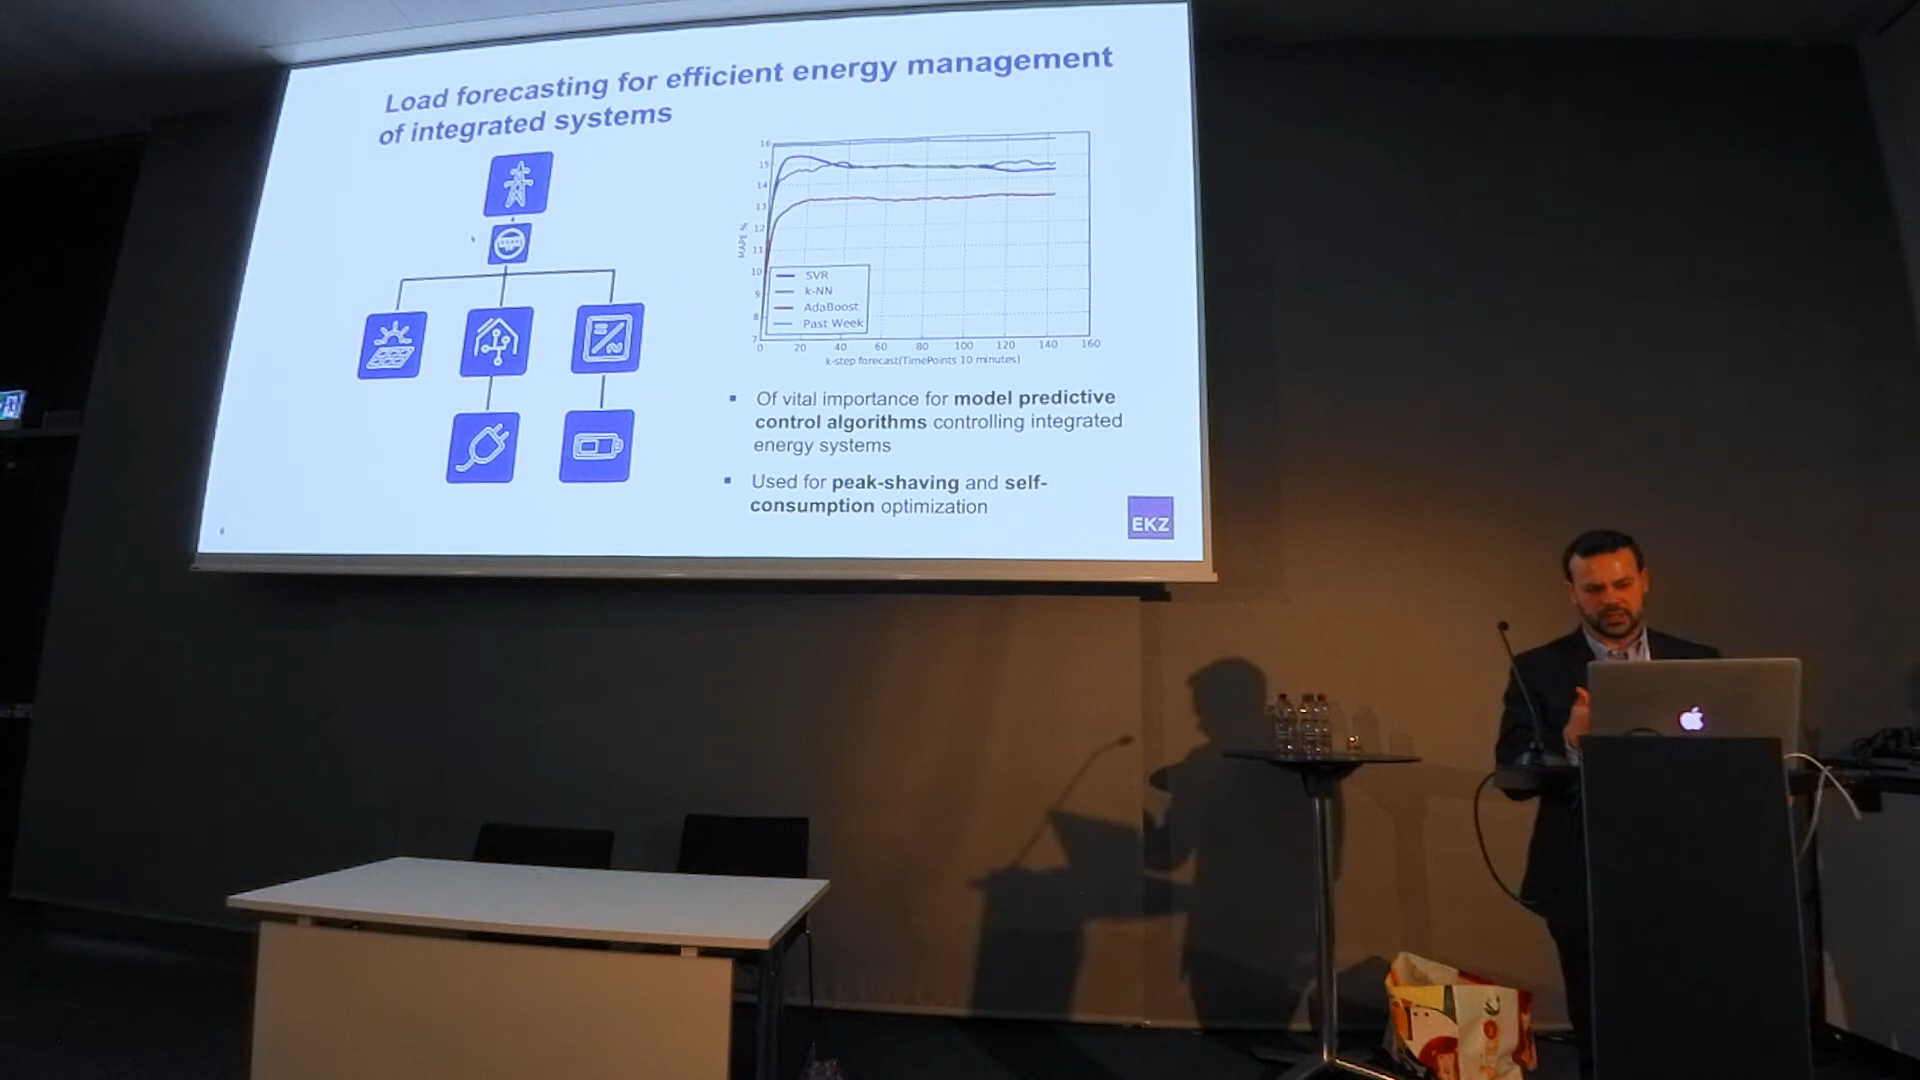 Load forecasting for efficient energy management
of integrated systems
16
15
14
13
12
11
10
9
8
7
MAPE %
SVR
k-NN
AdaBoost
Past Week
0 20 40 60 80 100 120 140 160
k-step forecast(TimePoints 10 minutes)
▪ Of vital importance for model predictive
control algorithms controlling integrated
energy systems
▪ Used for peak-shaving and self-
consumption optimization
EKZ